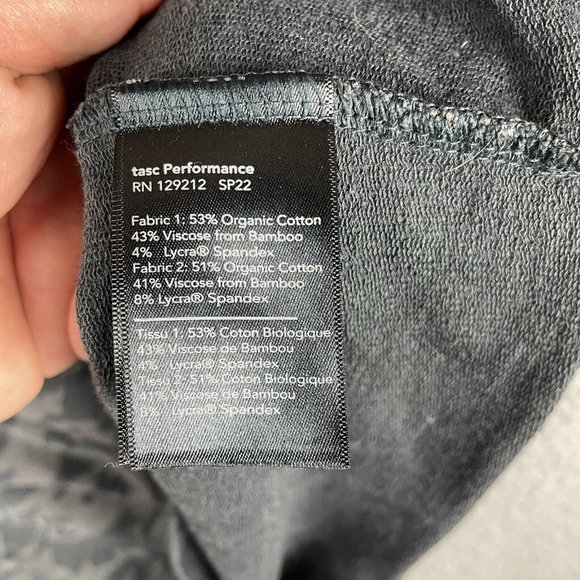 tasc Performance
RN 129212 SP22
Fabric 1: 53% Organic Cotton
43% Viscose from Bamboo
4% Lycra® Spandex
Fabric 2: 51% Organic Cotton
41% Viscose from Bamboo
8% Lycra® Spandex
Tissu 1: 53% Coton Biologique
43% Viscose de Bambou
4% Lycra® Spandex
Tissu 2: 51% Coton Biologique
41% Viscose de Bambou
8% Lycra® Spandex